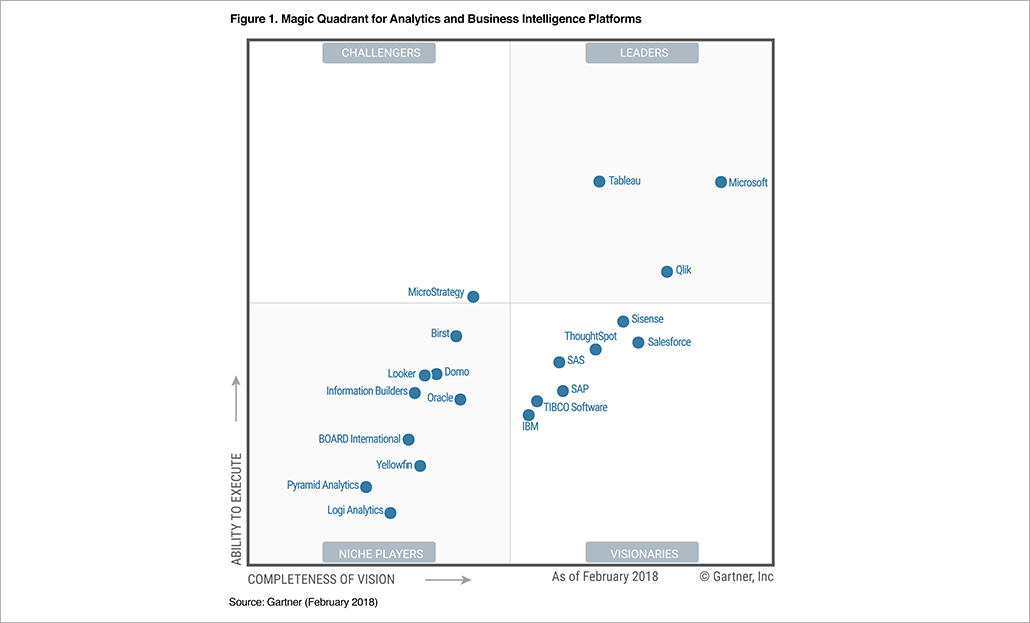 Figure 1. Magic Quadrant for Analytics and Business Intelligence Platforms
CHALLENGERS
LEADERS
Tableau
Microsoft
Qlik
MicroStrategy
Sisense
Birst
ThoughtSpot
Salesforce
SAS
Looker
Domo
Information Builders
SAP
Oracle
TIBCO Software
IBM
BOARD International
Yellowfin
Pyramid Analytics
Logi Analytics
ABILITY TO EXECUTE
NICHE PLAYERS
VISIONARIES
COMPLETENESS OF VISION
As of February 2018
© Gartner, Inc
Source: Gartner (February 2018)